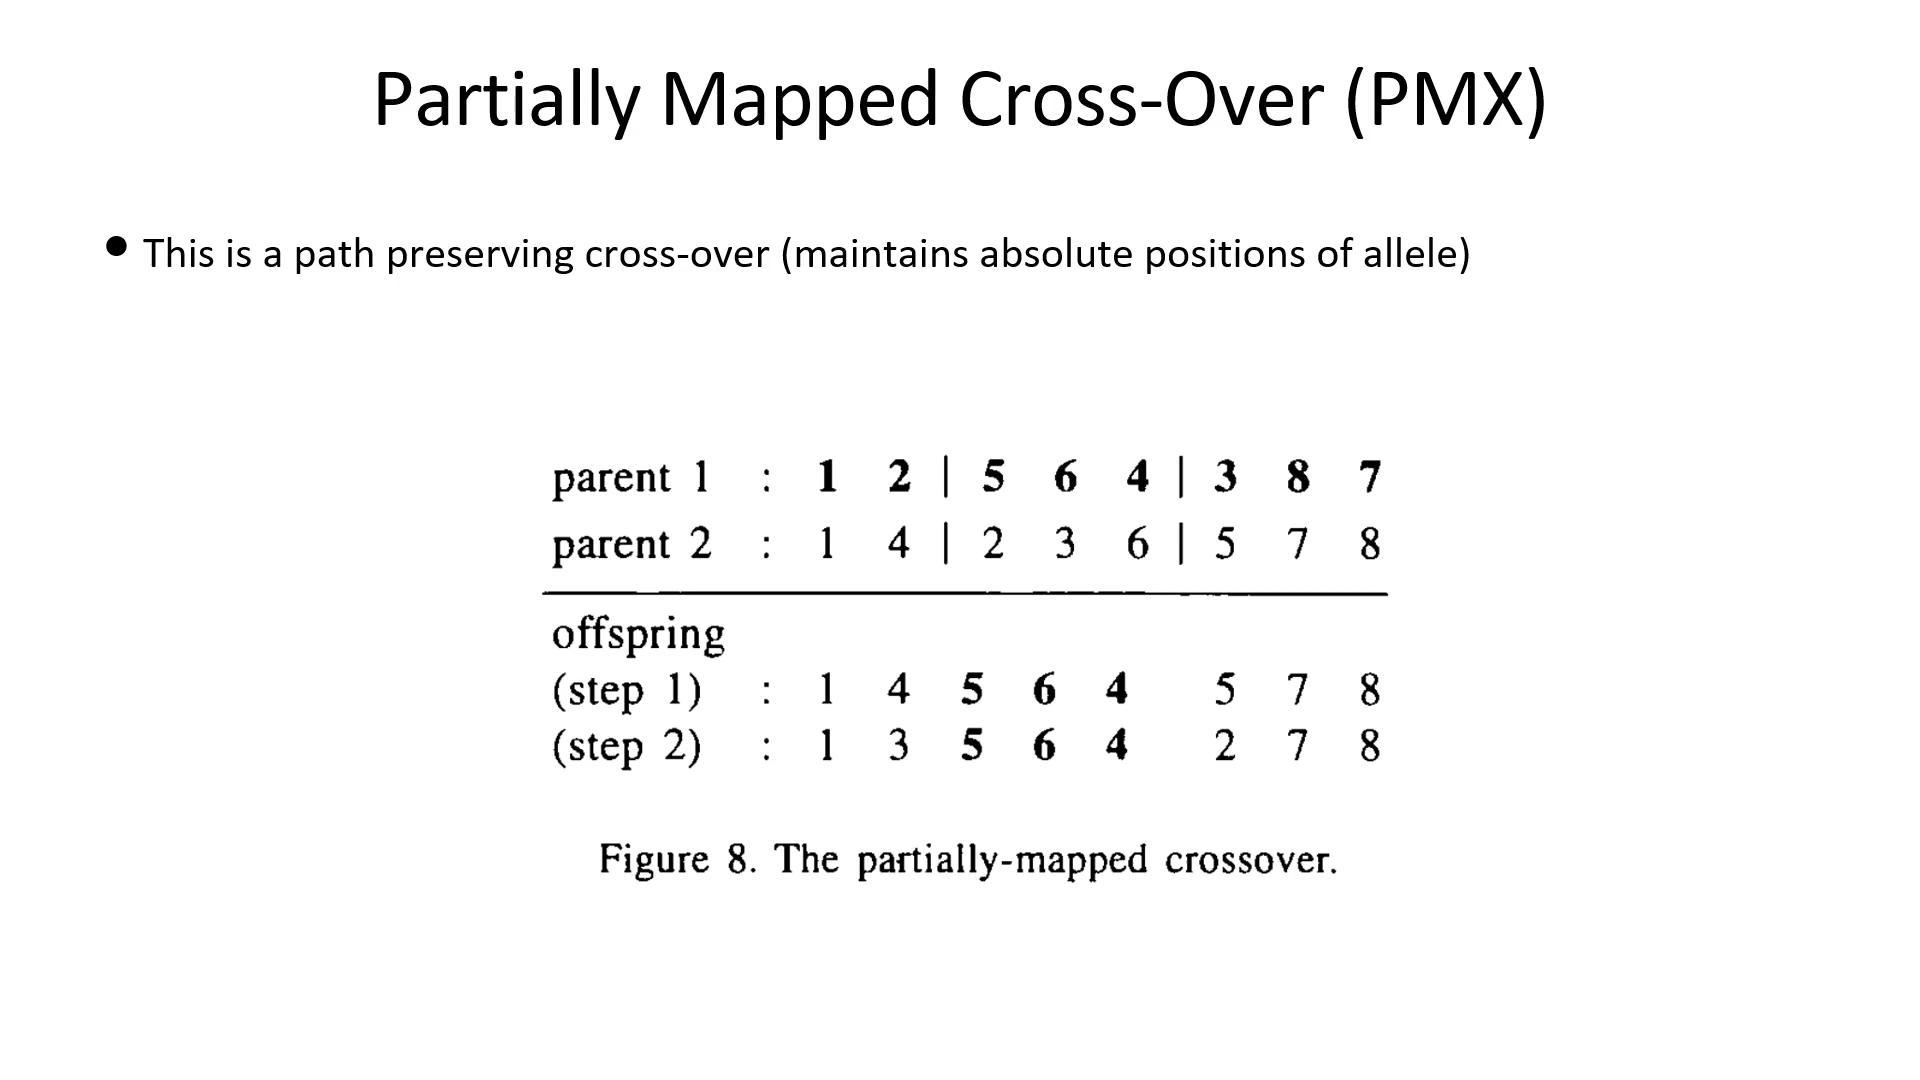 Partially Mapped Cross-Over (PMX)
• This is a path preserving cross-over (maintains absolute positions of allele)
parent 1 : 1 2 | 5 6 4 | 3 8 7
parent 2 : 1 4 | 2 3 6 | 5 7 8
offspring
(step 1) : 1 4 5 6 4 5 7 8
(step 2) : 1 3 5 6 4 2 7 8
Figure 8. The partially-mapped crossover.